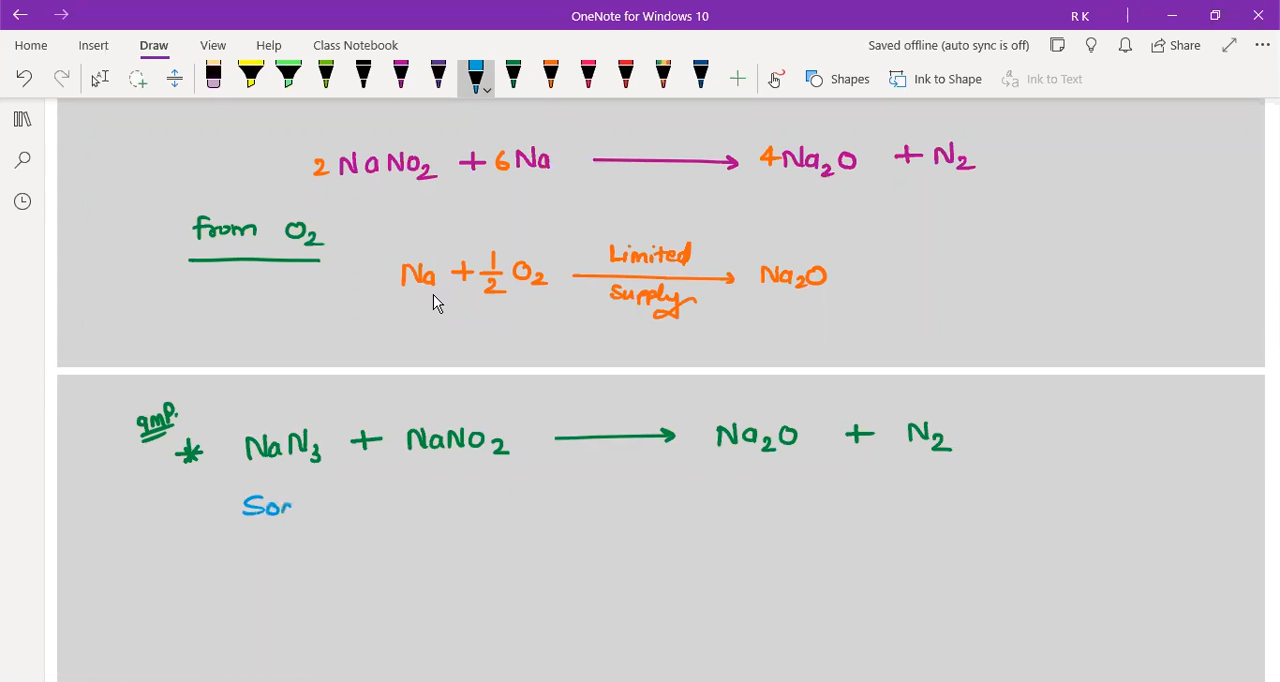 OneNote for Windows 10
R K
Home Insert Draw View Help Class Notebook
Saved offline (auto sync is off)
Share
Shapes
Ink to Shape
Ink to Text
2 NaNO₂ + 6 Na ⟶ 4 Na₂O + N₂
from O₂
Na + 1/2 O₂ ⟶ Na₂O
Limited
Supply
Imp.
* NaN₃ + NaNO₂ ⟶ Na₂O + N₂
Sor